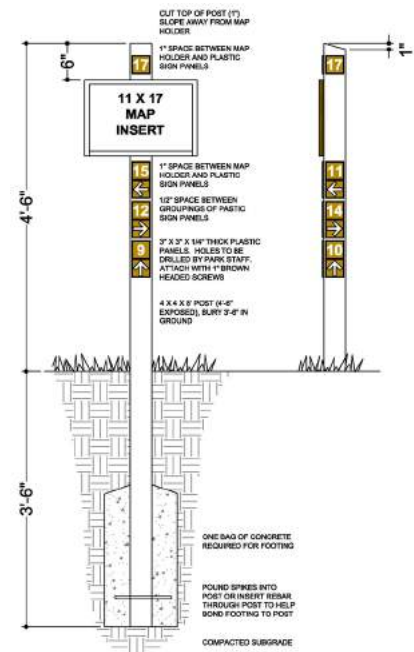 CUT TOP OF POST (1")
SLOPE AWAY FROM MAP
HOLDER
6"
17
1" SPACE BETWEEN MAP
HOLDER AND PLASTIC
SIGN PANELS
17
1"
11 X 17
MAP
INSERT
4'-6"
15
1" SPACE BETWEEN MAP
HOLDER AND PLASTIC
SIGN PANELS
11
←
←
12
1/2" SPACE BETWEEN
GROUPINGS OF PASTIC
SIGN PANELS
14
→
→
9
3" X 3" X 1/4" THICK PLASTIC
PANELS. HOLES TO BE
DRILLED BY PARK STAFF.
ATTACH WITH 1" BROWN
HEADED SCREWS
10
↑
↑
4 X 4 X 8' POST (4'-6"
EXPOSED), BURY 3'-6" IN
GROUND
3'-6"
ONE BAG OF CONCRETE
REQUIRED FOR FOOTING
POUND SPIKES INTO
POST OR INSERT REBAR
THROUGH POST TO HELP
BOND FOOTING TO POST
COMPACTED SUBGRADE